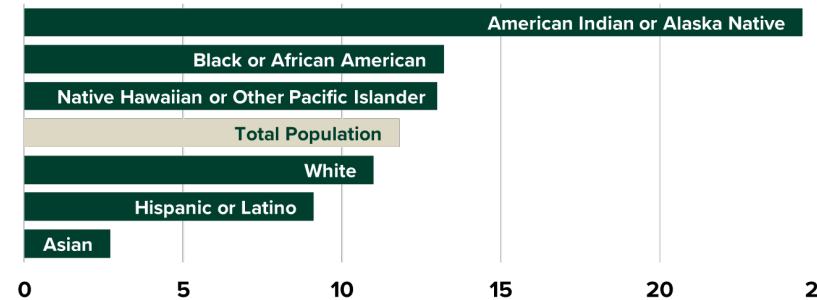 American Indian or Alaska Native
Black or African American
Native Hawaiian or Other Pacific Islander
Total Population
White
Hispanic or Latino
Asian
0 5 10 15 20 2